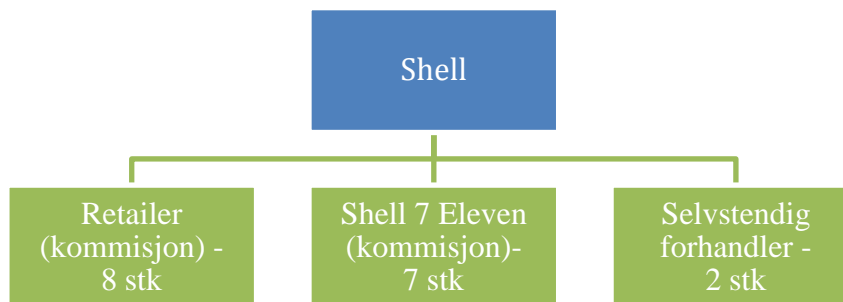 Shell
Retailer
(kommisjon) -
8 stk
Shell 7 Eleven
(kommisjon)-
7 stk
Selvstendig
forhandler -
2 stk